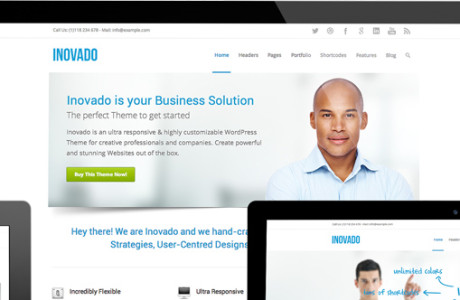 Call Us: (1)118 234 678 - Mail: info@example.com
INOVADO
Home Headers Pages Portfolio Shortcodes Features Blog
Inovado is your Business Solution
The perfect Theme to get started
Inovado is an ultra responsive & highly customizable WordPress
Theme for creative professionals and companies. Create powerful
and stunning Websites out of the box.
Buy This Theme Now!
Hey there! We are Inovado and we hand-cra
Strategies, User-Centred Designs
Incredibly Flexible
Ultra Responsive
INOVADO
Home
unlimited colors
of shortcodes